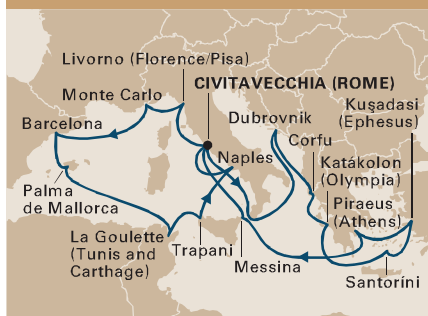 Livorno (Florence/Pisa)
CIVITAVECCHIA (ROME)
Monte Carlo
Kuşadasi
(Ephesus)
Barcelona
Dubrovnik
Corfu
Naples
Katákolon
(Olympia)
Palma
de Mallorca
Piraeus
(Athens)
La Goulette
(Tunis and
Carthage)
Trapani
Messina
Santoríni